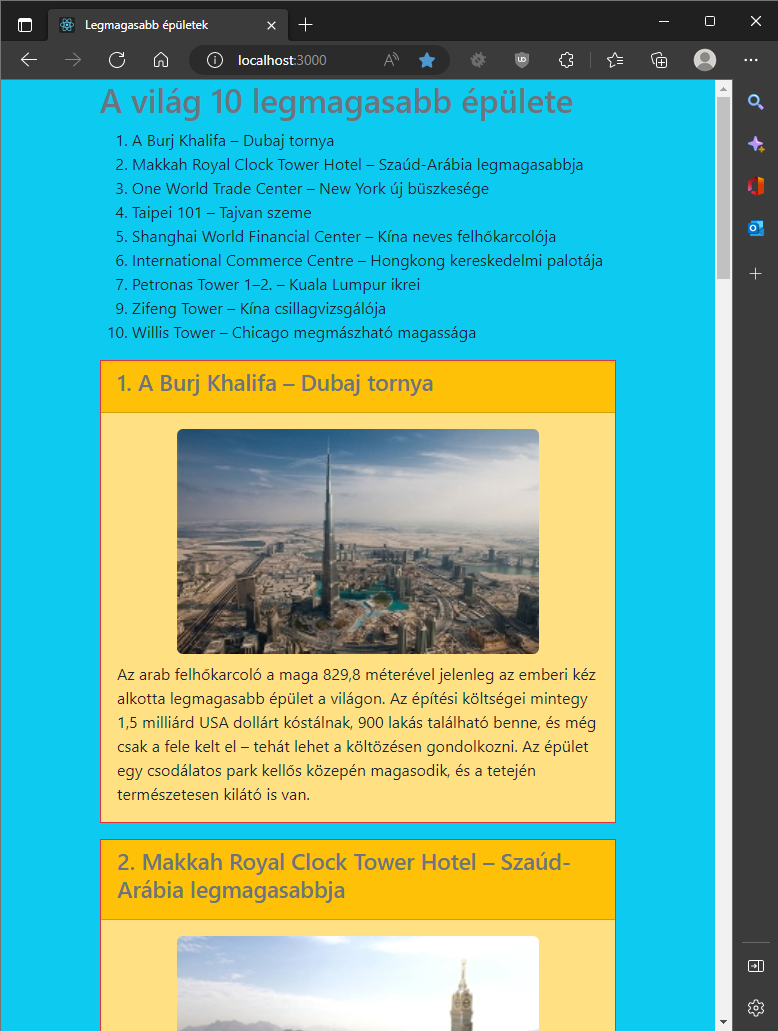 Legmagasabb épületek
localhost:3000
A világ 10 legmagasabb épülete
1. A Burj Khalifa – Dubaj tornya
2. Makkah Royal Clock Tower Hotel – Szaúd-Arábia legmagasabbja
3. One World Trade Center – New York új büszkesége
4. Taipei 101 – Tajvan szeme
5. Shanghai World Financial Center – Kína neves felhőkarcolója
6. International Commerce Centre – Hongkong kereskedelmi palotája
7. Petronas Tower 1–2. – Kuala Lumpur ikrei
9. Zifeng Tower – Kína csillagvizsgálója
10. Willis Tower – Chicago megmászható magassága
1. A Burj Khalifa – Dubaj tornya
Az arab felhőkarcoló a maga 829,8 méterével jelenleg az emberi kéz
alkotta legmagasabb épület a világon. Az építési költségei mintegy
1,5 milliárd USA dollárt kóstálnak, 900 lakás található benne, és még
csak a fele kelt el – tehát lehet a költözésen gondolkozni. Az épület
egy csodálatos park kellős közepén magasodik, és a tetején
természetesen kilátó is van.
2. Makkah Royal Clock Tower Hotel – Szaúd-
Arábia legmagasabbja